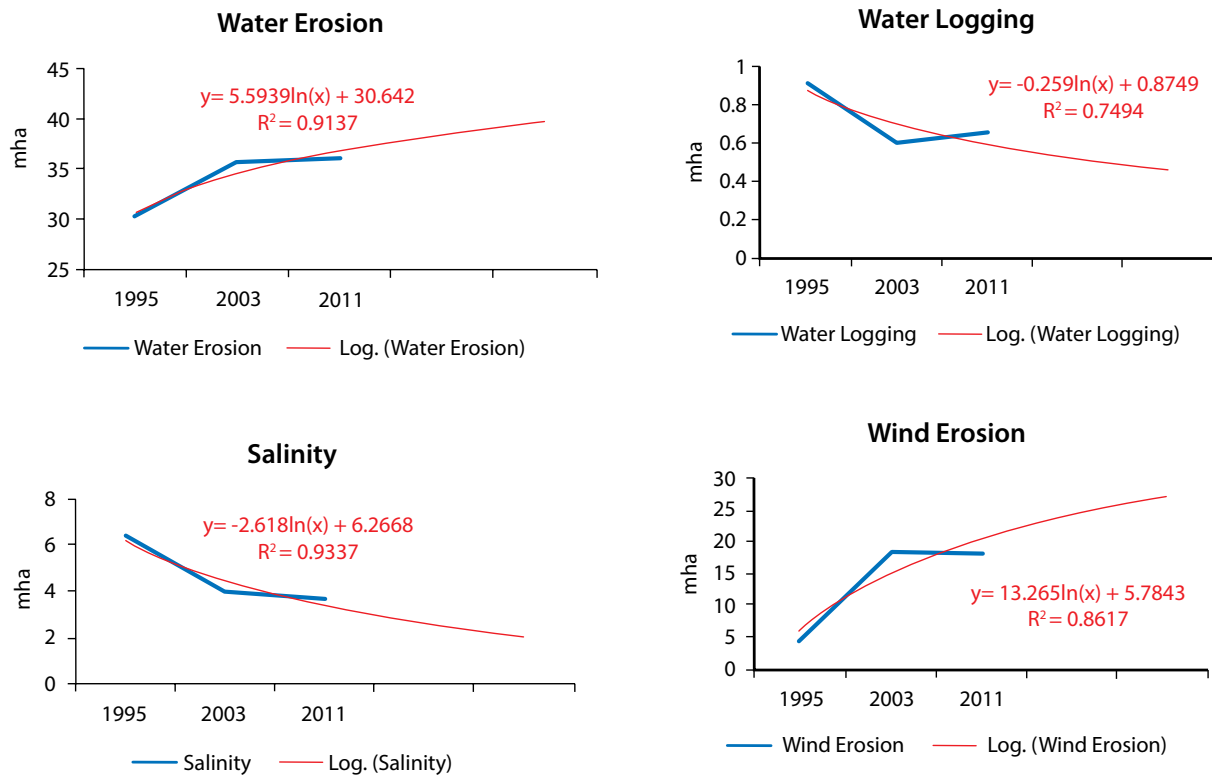 Water Erosion
45
40
35
30
25
mha
y= 5.5939ln(x) + 30.642
R² = 0.9137
1995 2003 2011
Water Erosion Log. (Water Erosion)
Water Logging
1
0.8
0.6
0.4
0.2
0
mha
y= -0.259ln(x) + 0.8749
R² = 0.7494
1995 2003 2011
Water Logging Log. (Water Logging)
Salinity
8
6
4
2
0
mha
y= -2.618ln(x) + 6.2668
R² = 0.9337
1995 2003 2011
Salinity Log. (Salinity)
Wind Erosion
30
25
20
15
10
5
0
mha
y= 13.265ln(x) + 5.7843
R² = 0.8617
1995 2003 2011
Wind Erosion Log. (Wind Erosion)